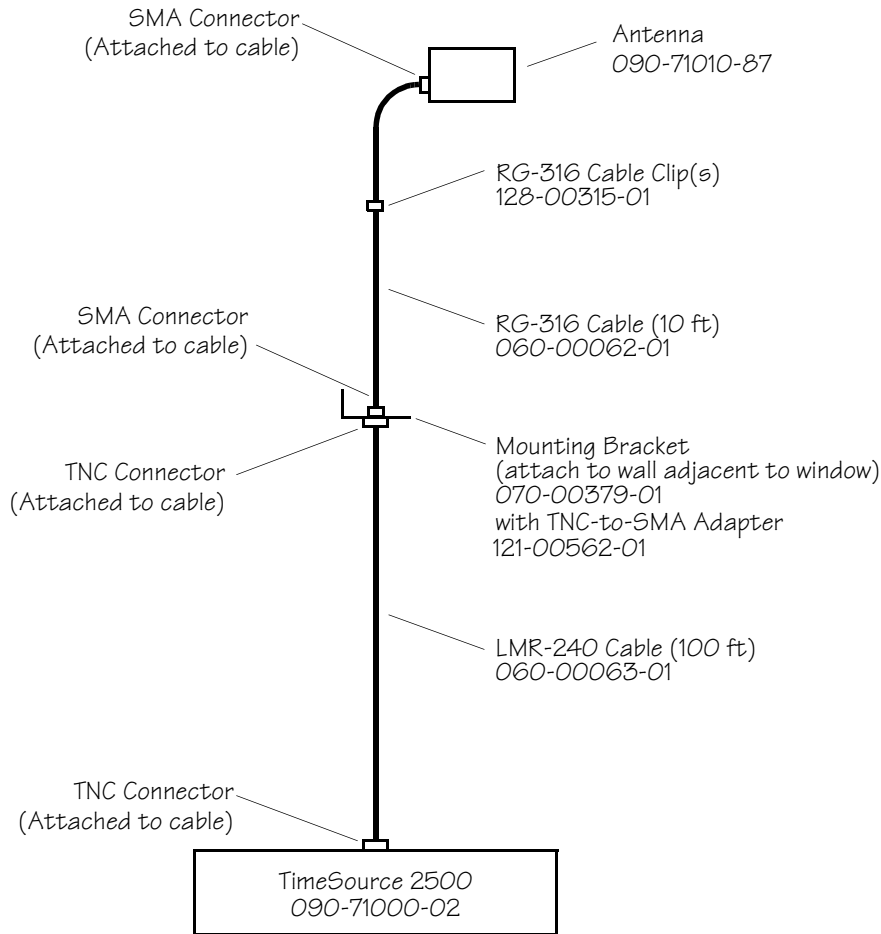 SMA Connector
(Attached to cable)
Antenna
090-71010-87
RG-316 Cable Clip(s)
128-00315-01
SMA Connector
(Attached to cable)
RG-316 Cable (10 ft)
060-00062-01
TNC Connector
(Attached to cable)
Mounting Bracket
(attach to wall adjacent to window)
070-00379-01
with TNC-to-SMA Adapter
121-00562-01
LMR-240 Cable (100 ft)
060-00063-01
TNC Connector
(Attached to cable)
TimeSource 2500
090-71000-02